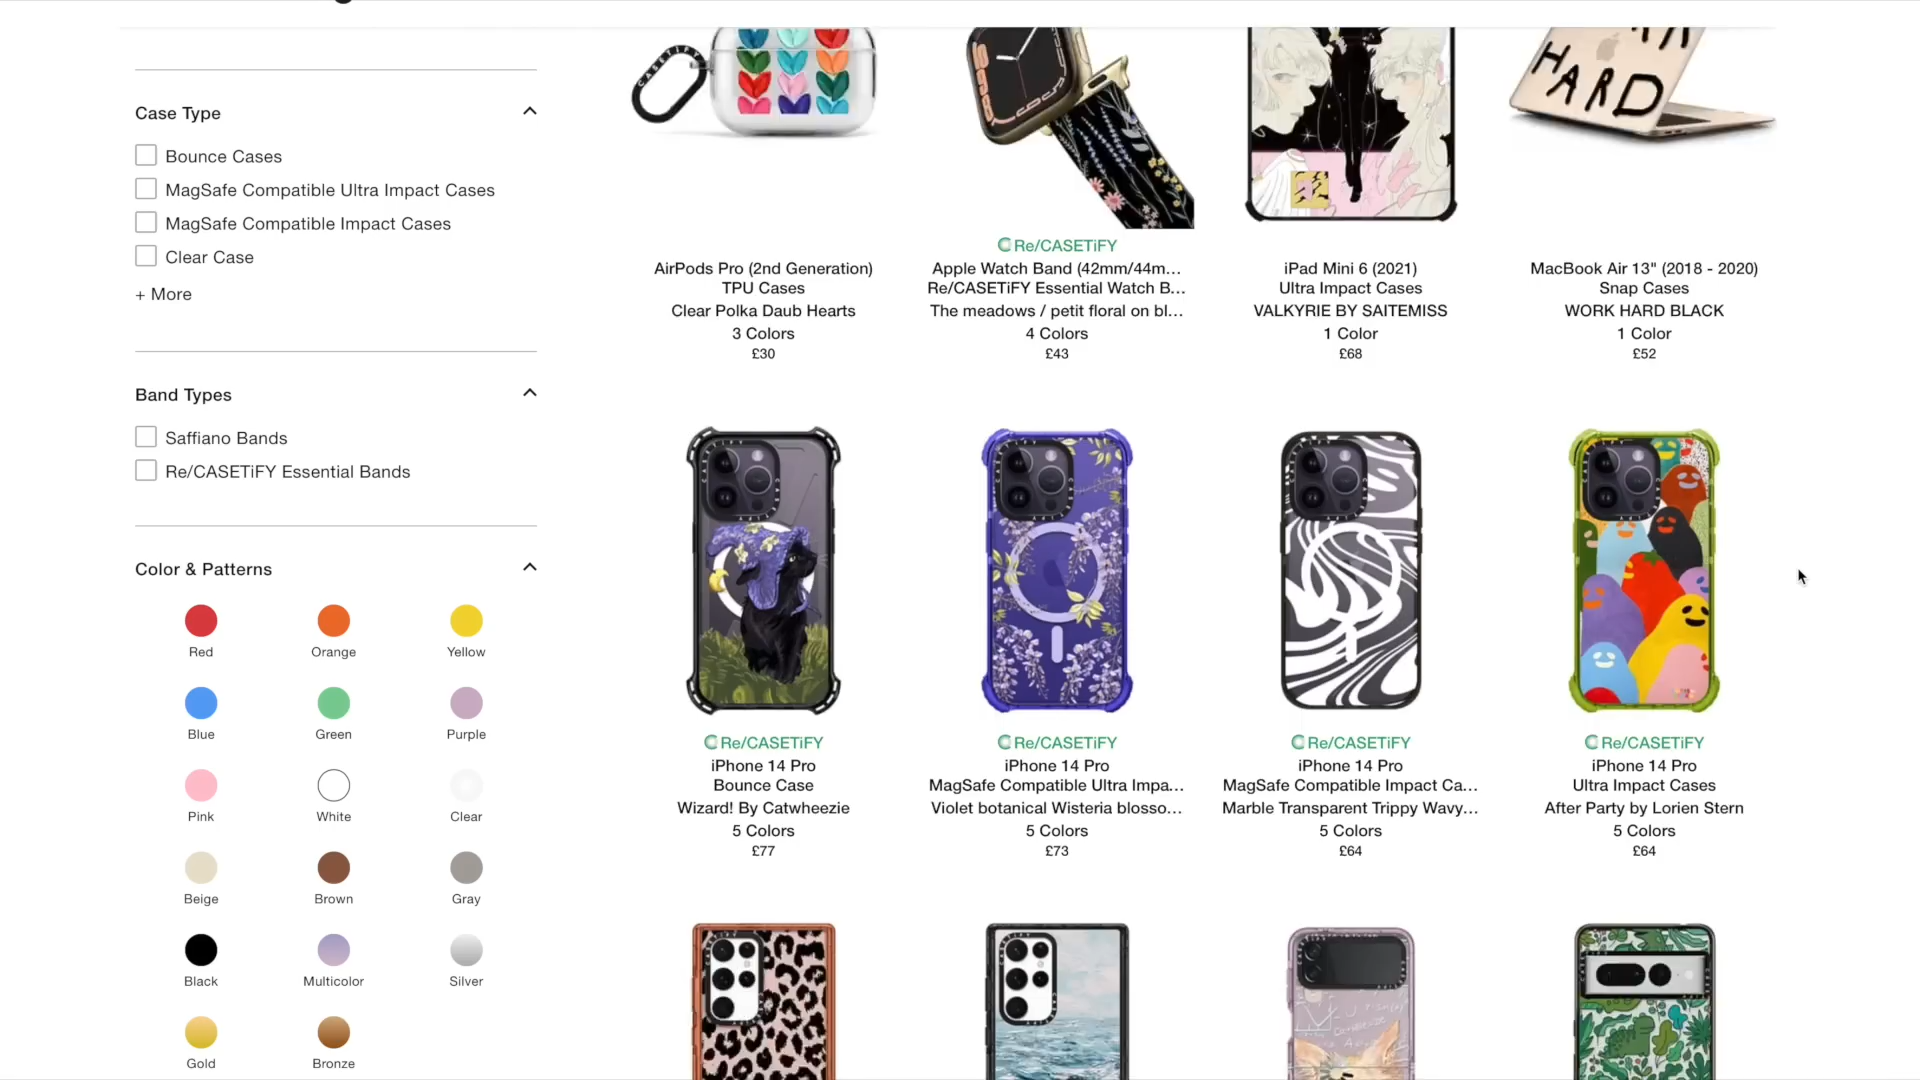 CASETiFY
HARD
Case Type
Bounce Cases
MagSafe Compatible Ultra Impact Cases
MagSafe Compatible Impact Cases
Clear Case
+ More
Band Types
Saffiano Bands
Re/CASETiFY Essential Bands
Color & Patterns
Red
Orange
Yellow
Blue
Green
Purple
Pink
White
Clear
Beige
Brown
Gray
Black
Multicolor
Silver
Gold
Bronze
AirPods Pro (2nd Generation)
TPU Cases
Clear Polka Daub Hearts
3 Colors
£30
Re/CASETiFY
Apple Watch Band (42mm/44m...
Re/CASETiFY Essential Watch B...
The meadows / petit floral on bl...
4 Colors
£43
iPad Mini 6 (2021)
Ultra Impact Cases
VALKYRIE BY SAITEMISS
1 Color
£68
MacBook Air 13" (2018 - 2020)
Snap Cases
WORK HARD BLACK
1 Color
£52
Re/CASETiFY
iPhone 14 Pro
Bounce Case
Wizard! By Catwheezie
5 Colors
£77
Re/CASETiFY
iPhone 14 Pro
MagSafe Compatible Ultra Impa...
Violet botanical Wisteria blosso...
5 Colors
£73
Re/CASETiFY
iPhone 14 Pro
MagSafe Compatible Impact Ca...
Marble Transparent Trippy Wavy...
5 Colors
£64
Re/CASETiFY
iPhone 14 Pro
Ultra Impact Cases
After Party by Lorien Stern
5 Colors
£64